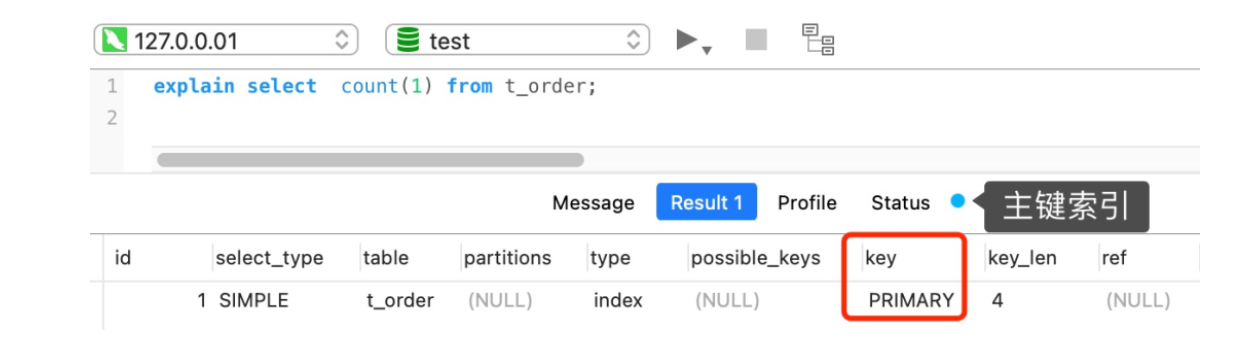 127.0.0.01 test
1 explain select count(1) from t_order;
2
Message Result 1 Profile Status 主键索引
id select_type table partitions type possible_keys key key_len ref
1 SIMPLE t_order (NULL) index (NULL) PRIMARY 4 (NULL)